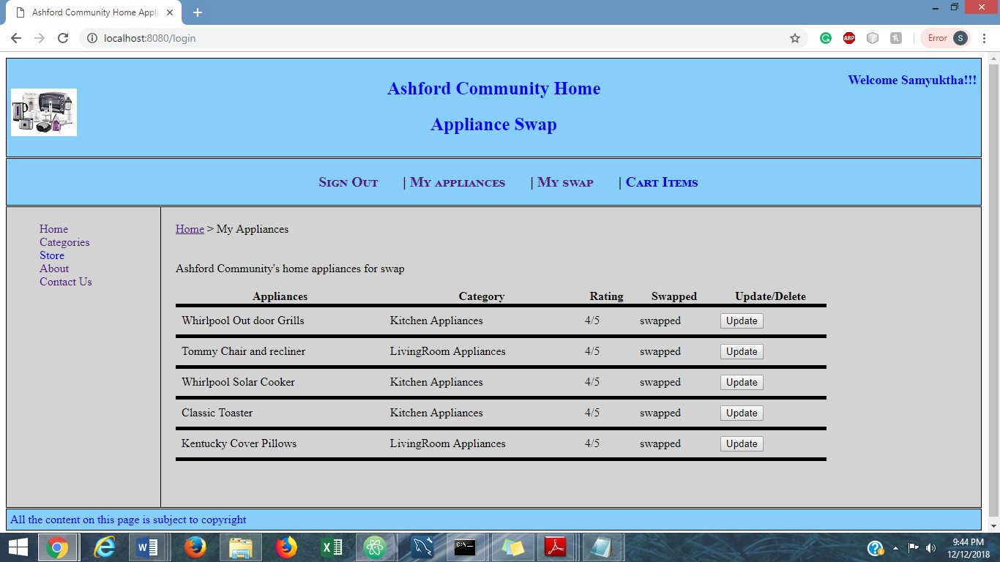 Ashford Community Home Appli
localhost:8080/login
ABP
Error S
Welcome Samyuktha!!!
Ashford Community Home
Appliance Swap
Sign Out | My appliances | My swap | Cart Items
Home
Categories
Store
About
Contact Us
Home > My Appliances
Ashford Community's home appliances for swap
Appliances Category Rating Swapped Update/Delete
Whirlpool Out door Grills Kitchen Appliances 4/5 swapped Update
Tommy Chair and recliner LivingRoom Appliances 4/5 swapped Update
Whirlpool Solar Cooker Kitchen Appliances 4/5 swapped Update
Classic Toaster Kitchen Appliances 4/5 swapped Update
Kentucky Cover Pillows LivingRoom Appliances 4/5 swapped Update
All the content on this page is subject to copyright
9:44 PM
12/12/2018